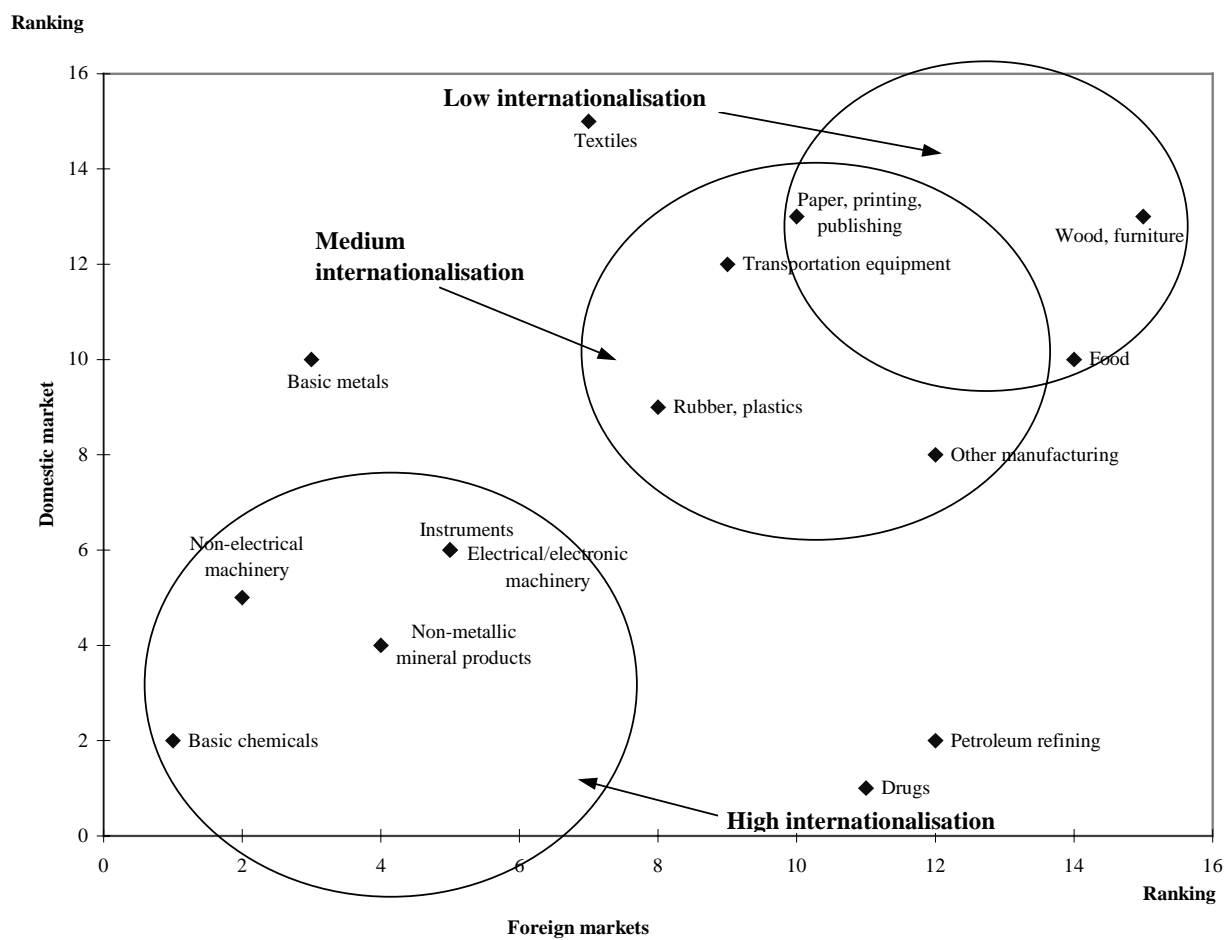 Ranking
16
Low internationalisation
Textiles
14
Paper, printing,
publishing
Wood, furniture
Medium
internationalisation
12
Transportation equipment
10
Basic metals
Food
Rubber, plastics
Domestic market
8
Other manufacturing
Instruments
Non-electrical
machinery
6
Electrical/electronic
machinery
4
Non-metallic
mineral products
2
Basic chemicals
Petroleum refining
Drugs
High internationalisation
0
0 2 4 6 8 10 12 14 16
Ranking
Foreign markets